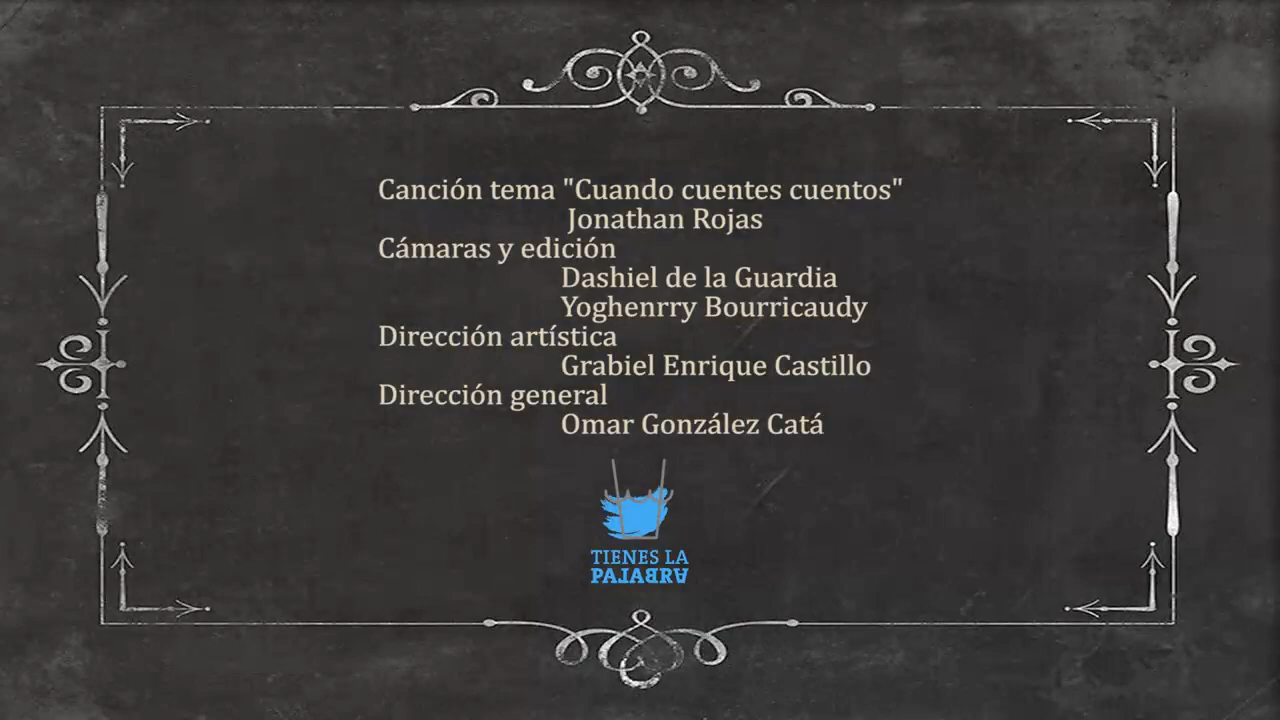 Canción tema "Cuando cuentes cuentos"
Jonathan Rojas
Cámaras y edición
Dashiel de la Guardia
Yoghenrry Bourricaudy
Dirección artística
Grabiel Enrique Castillo
Dirección general
Omar González Catá
TIENES LA
PALABRA